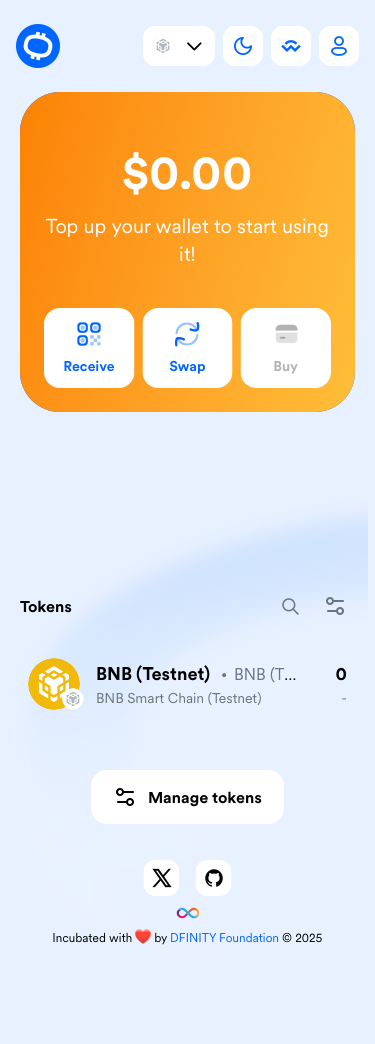 $0.00
Top up your wallet to start using
it!
Receive
Swap
Buy
Tokens
BNB (Testnet) • BNB (T...
0
BNB Smart Chain (Testnet)
-
Manage tokens
Incubated with ❤️ by DFINITY Foundation © 2025